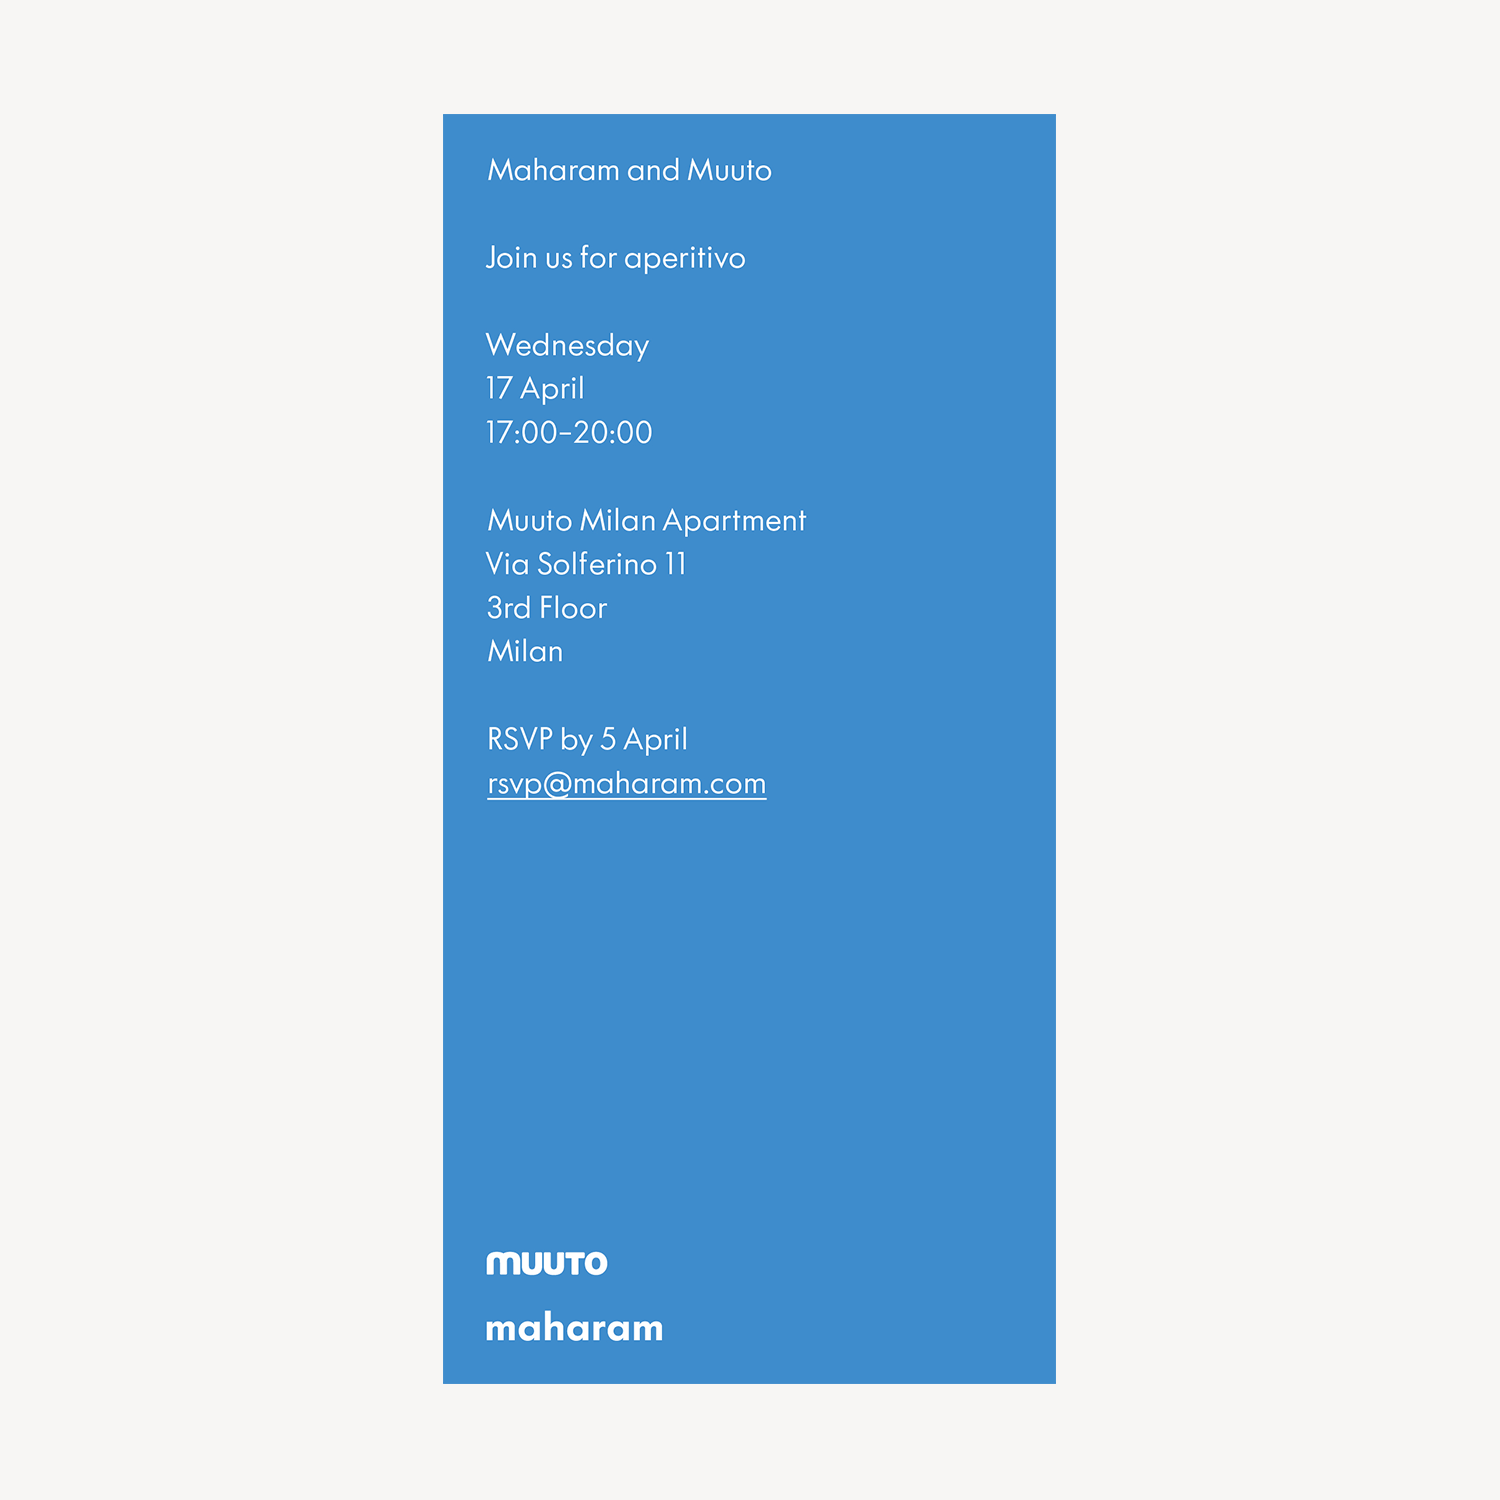 Maharam and Muuto
Join us for aperitivo
Wednesday
17 April
17:00–20:00
Muuto Milan Apartment
Via Solferino 11
3rd Floor
Milan
RSVP by 5 April
rsvp@maharam.com
muuto
maharam